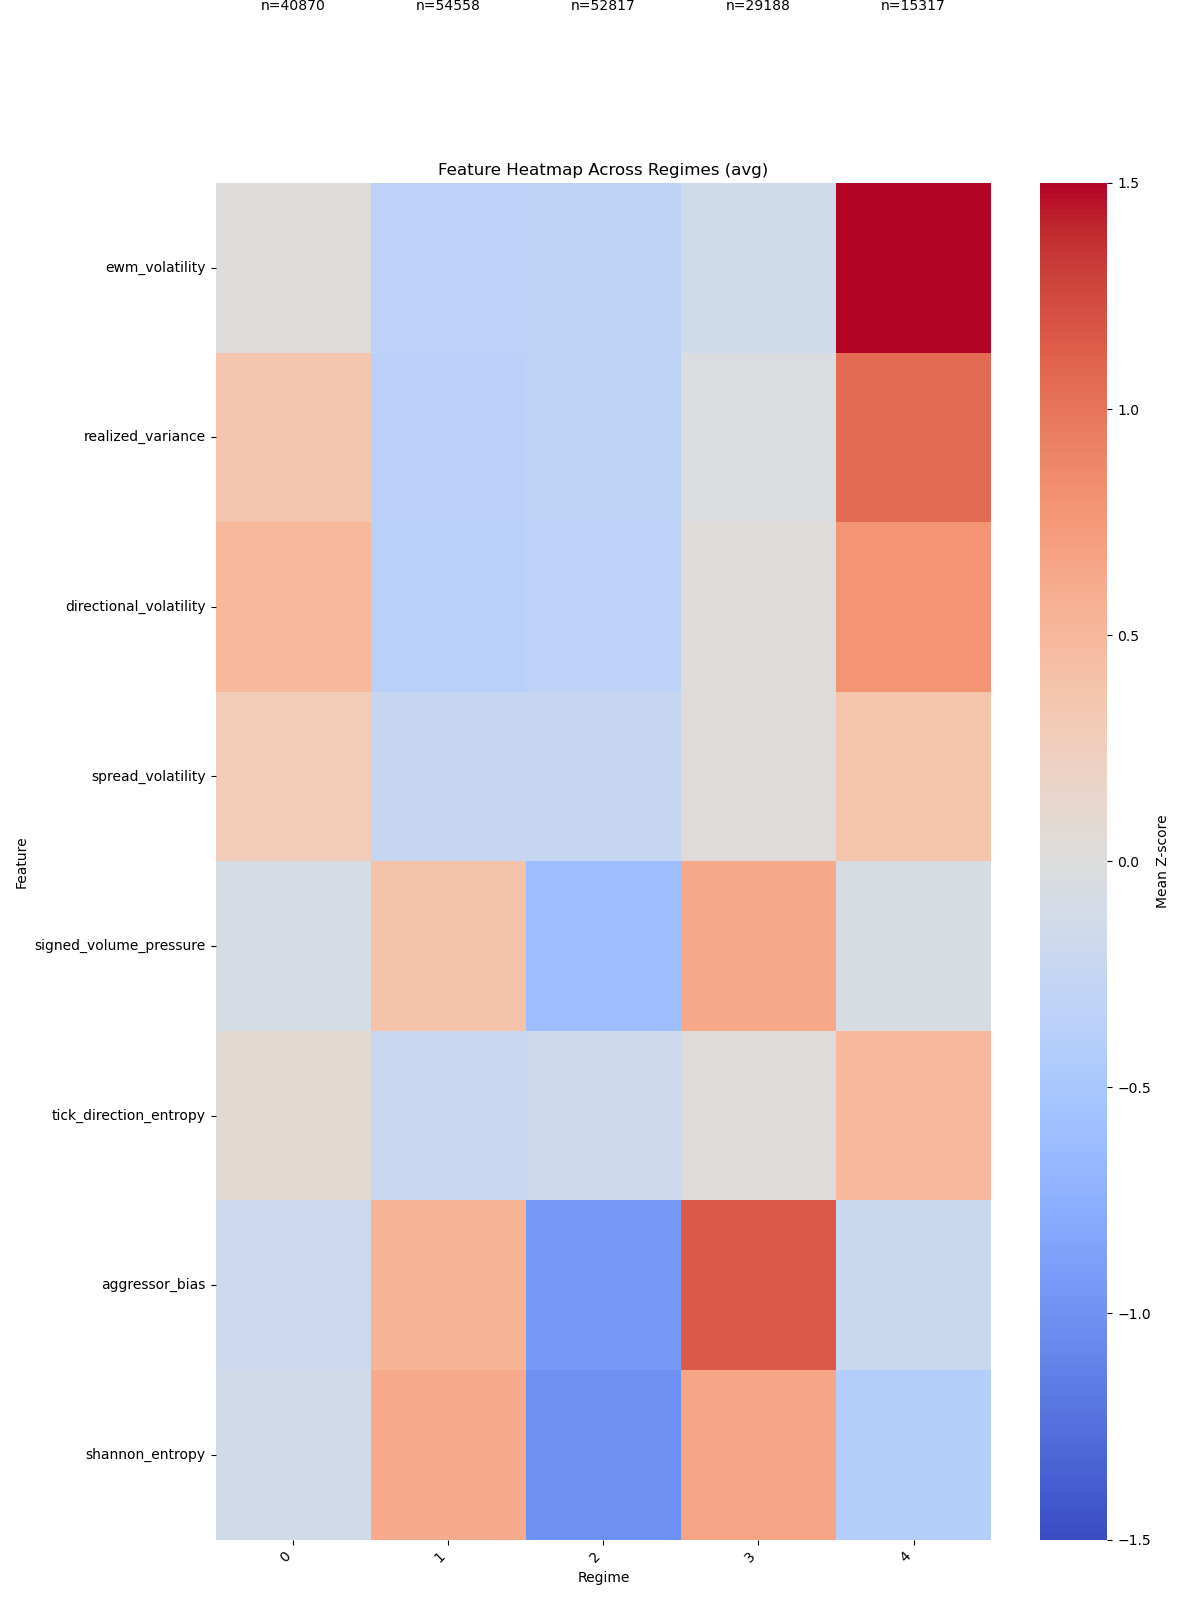 n=40870 n=54558 n=52817 n=29188 n=15317
Feature Heatmap Across Regimes (avg)
ewm_volatility
realized_variance
directional_volatility
spread_volatility
signed_volume_pressure
tick_direction_entropy
aggressor_bias
shannon_entropy
Feature
0 1 2 3 4
Regime
1.5
1.0
0.5
0.0
−0.5
−1.0
−1.5
Mean Z-score